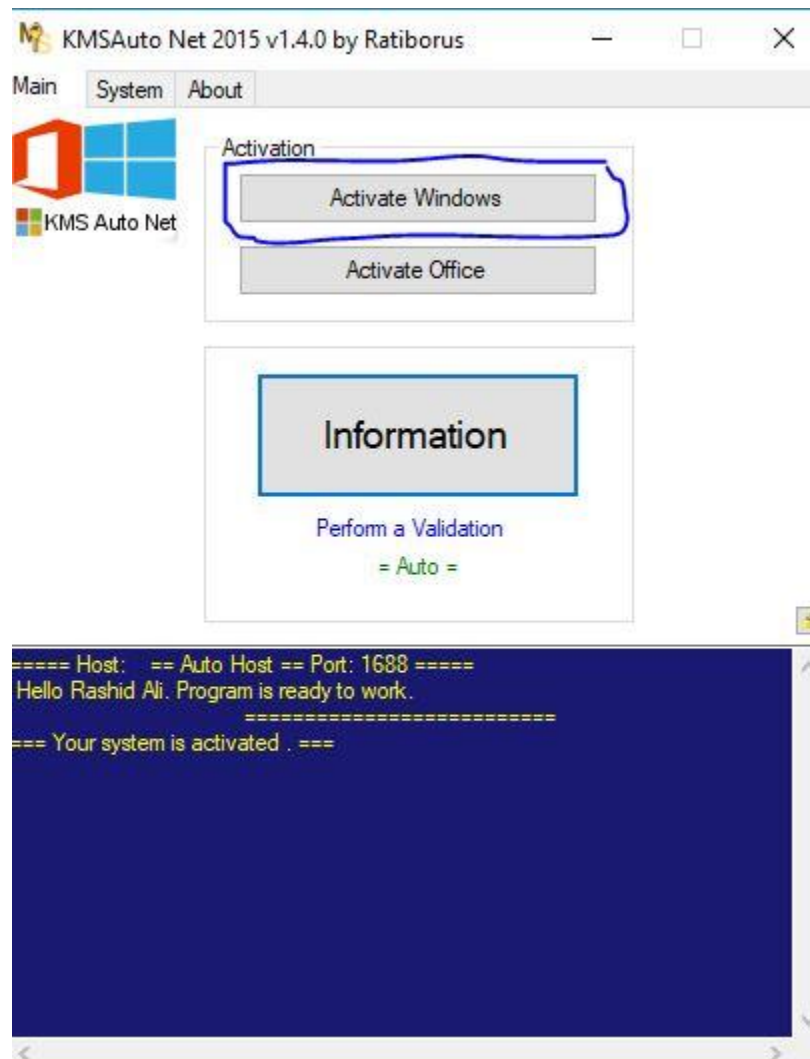 KMSAuto Net 2015 v1.4.0 by Ratiborus
Main System About
KMS Auto Net
Activation
Activate Windows
Activate Office
Information
Perform a Validation
= Auto =
===== Host: == Auto Host == Port: 1688 =====
Hello Rashid Ali. Program is ready to work.
==========================
=== Your system is activated . ===